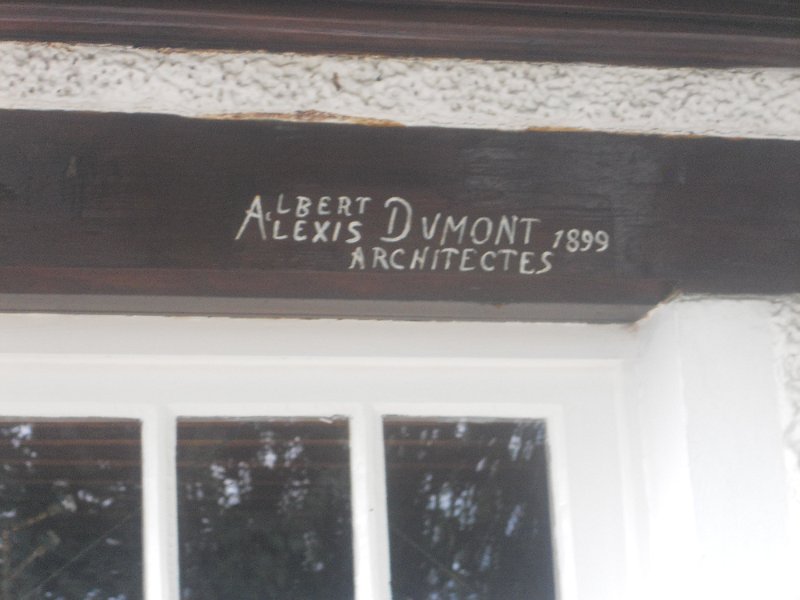 ALBERT
ALEXIS DVMONT 1899
ARCHITECTES